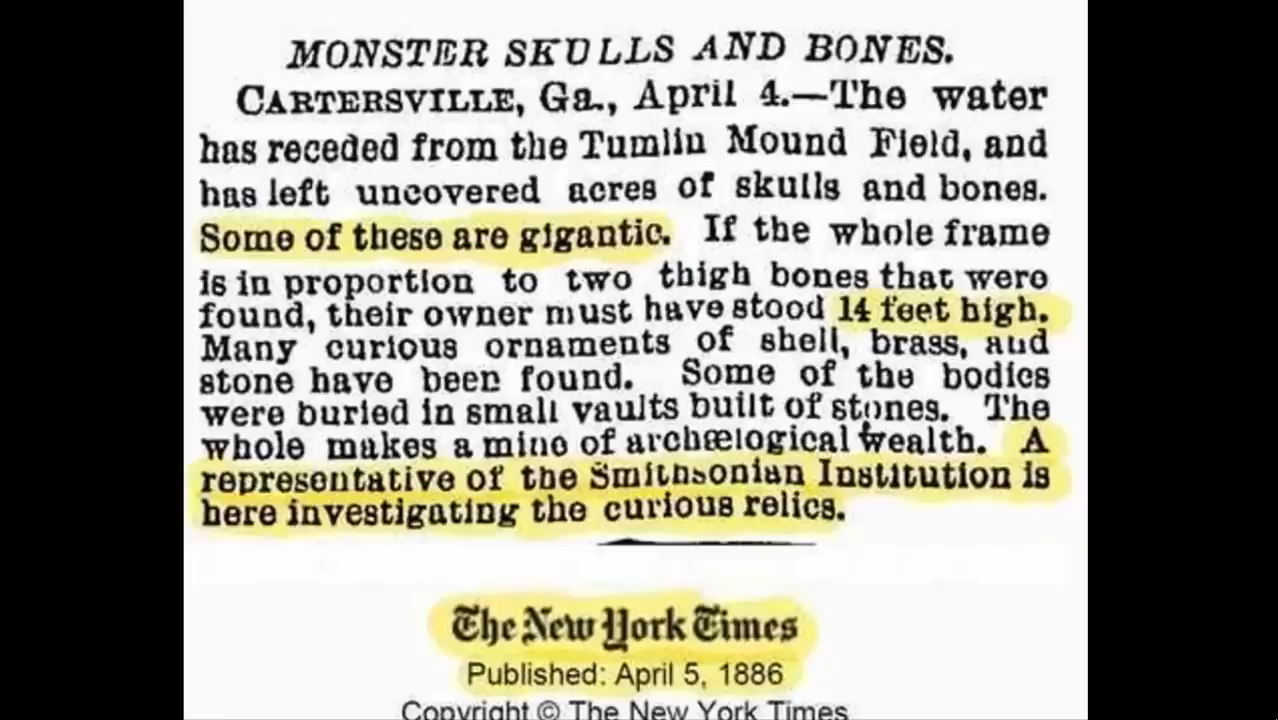 MONSTER SKULLS AND BONES.
CARTERSVILLE, Ga., April 4.—The water
has receded from the Tumlin Mound Field, and
has left uncovered acres of skulls and bones.
Some of these are gigantic. If the whole frame
is in proportion to two thigh bones that were
found, their owner must have stood 14 feet high.
Many curious ornaments of shell, brass, and
stone have been found. Some of the bodies
were buried in small vaults built of stones. The
whole makes a mine of archæological wealth. A
representative of the Smithsonian Institution is
here investigating the curious relics.
The New York Times
Published: April 5, 1886
Copyright © The New York Times